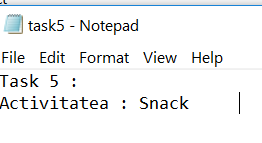 task5 - Notepad
File Edit Format View Help
Task 5 :
Activitatea : Snack